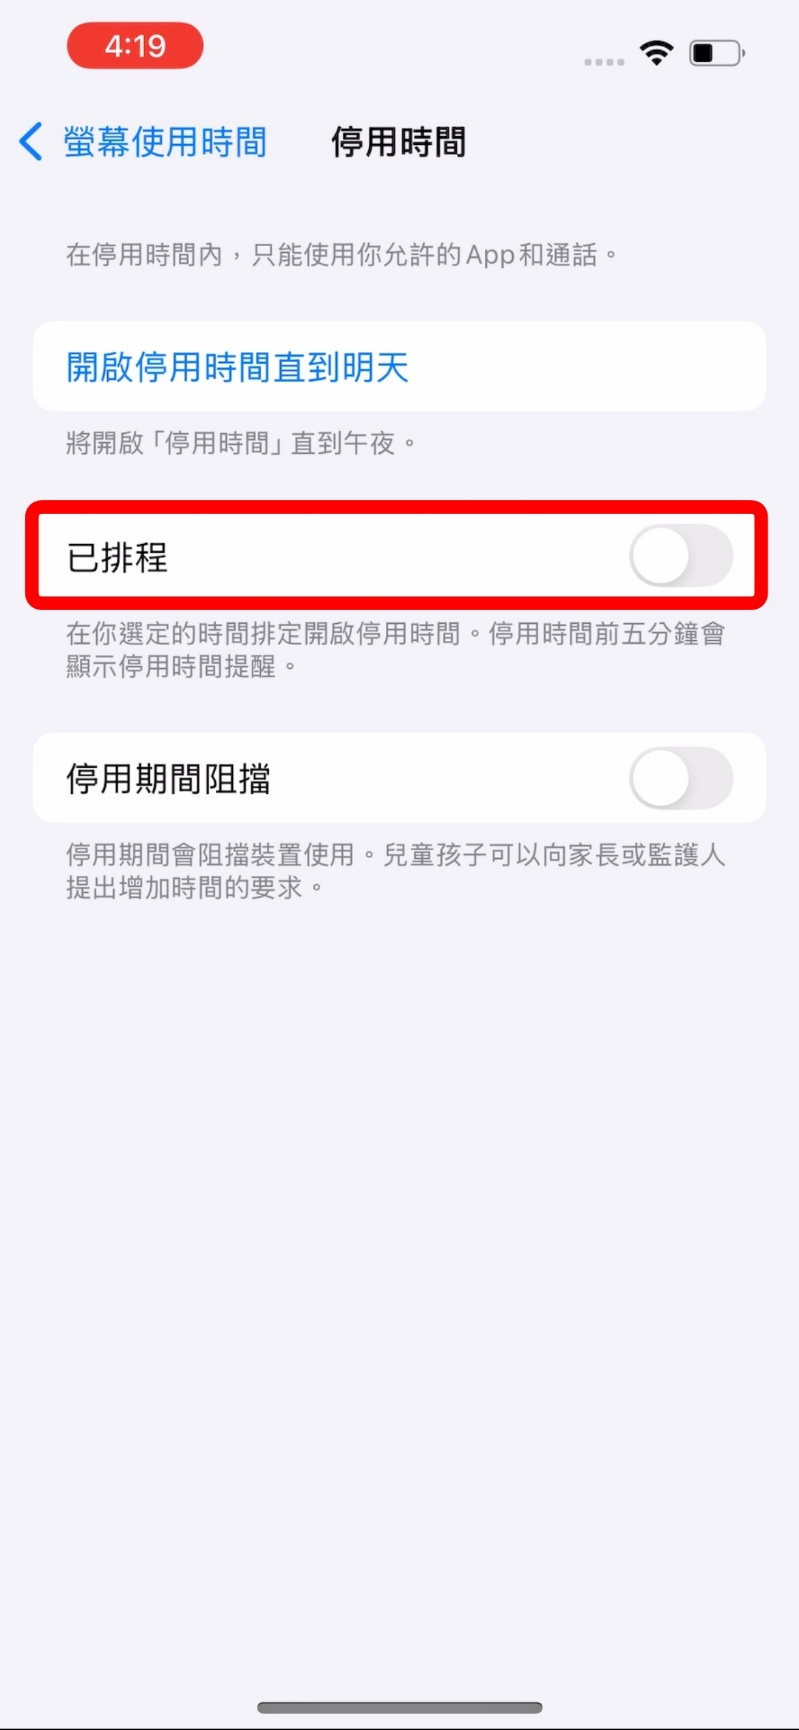 4:19
螢幕使用時間 停用時間
在停用時間內，只能使用你允許的App和通話。
開啟停用時間直到明天
將開啟「停用時間」直到午夜。
已排程
在你選定的時間排定開啟停用時間。停用時間前五分鐘會
顯示停用時間提醒。
停用期間阻擋
停用期間會阻擋裝置使用。兒童孩子可以向家長或監護人
提出增加時間的要求。